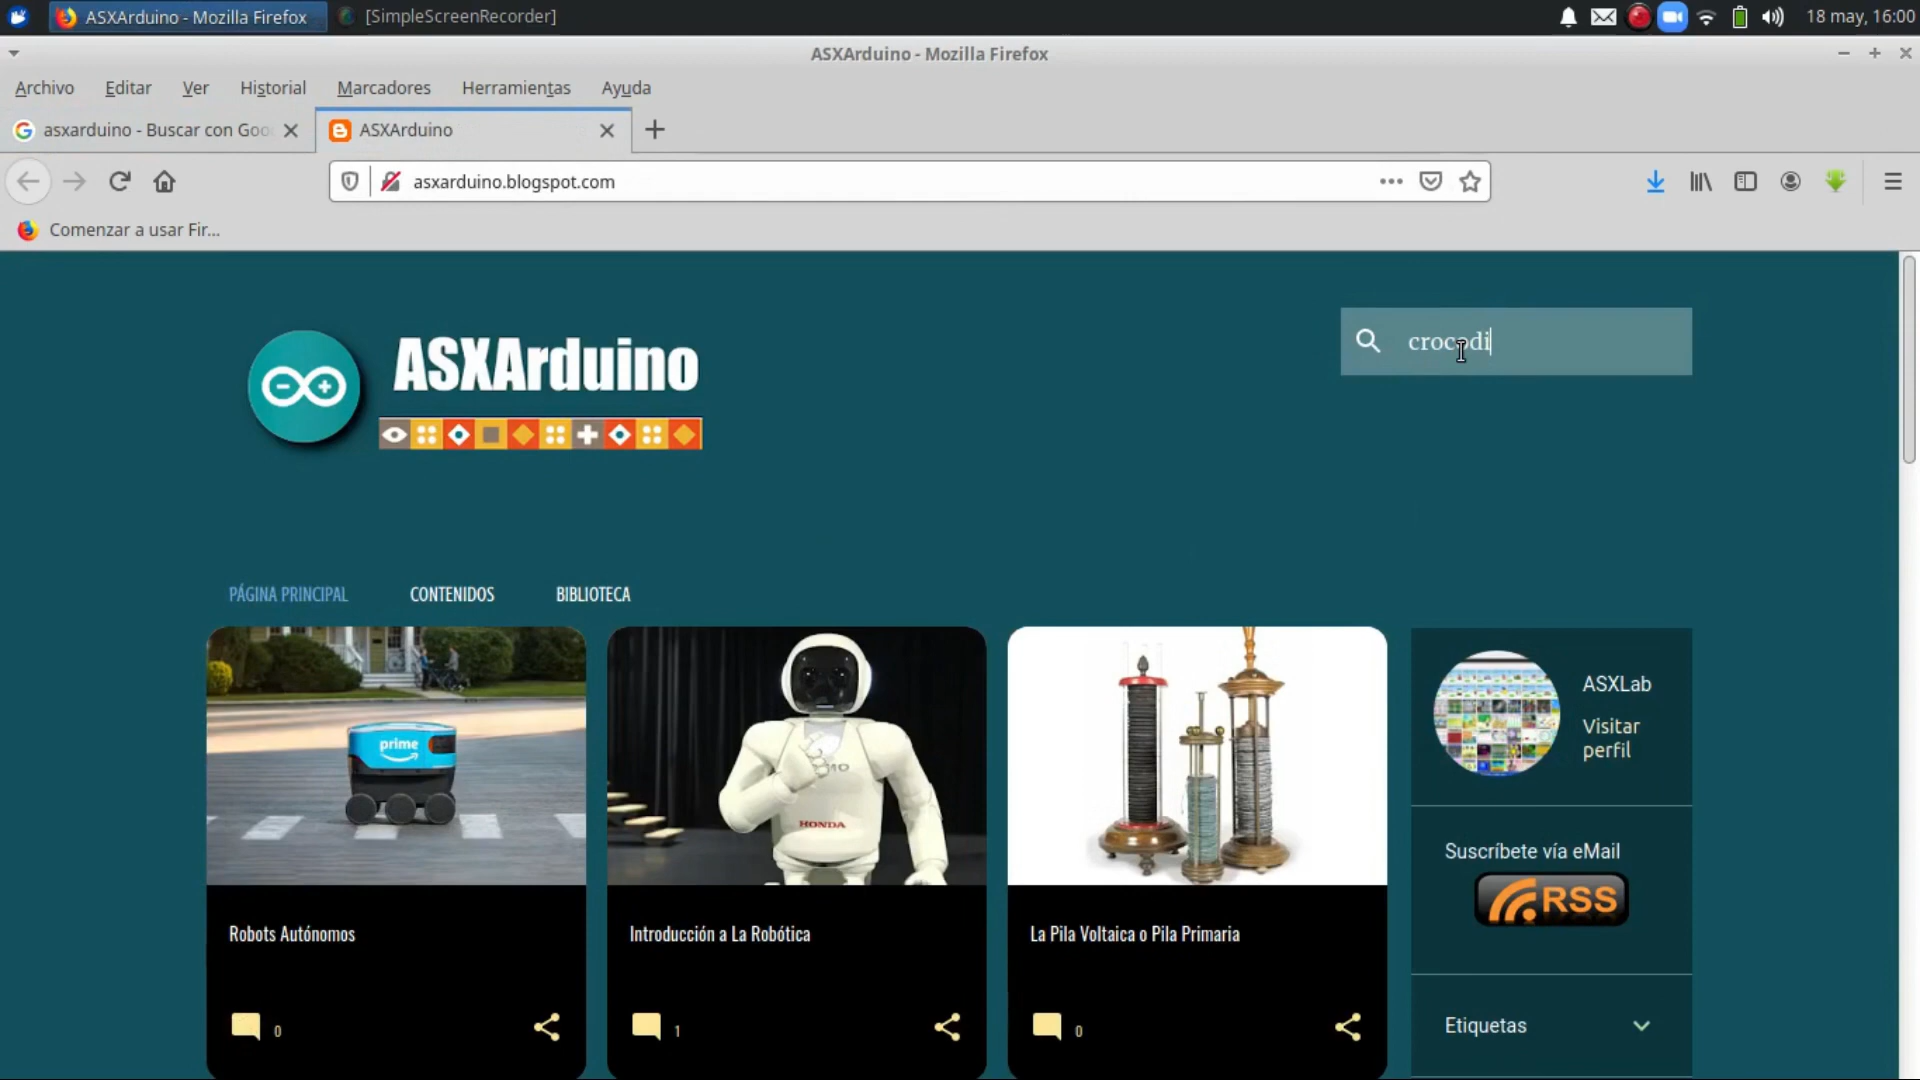 ASXArduino - Mozilla Firefox
[SimpleScreenRecorder]
18 may, 16:00
ASXArduino - Mozilla Firefox
Archivo Editar Ver Historial Marcadores Herramientas Ayuda
asxarduino - Buscar con Goo
ASXArduino
asxarduino.blogspot.com
Comenzar a usar Fir...
ASXArduino
crocodi
PÁGINA PRINCIPAL CONTENIDOS BIBLIOTECA
prime
HONDA
ASXLab
Visitar
perfil
Suscríbete vía eMail
RSS
Robots Autónomos
Introducción a La Robótica
La Pila Voltaica o Pila Primaria
0
1
0
Etiquetas